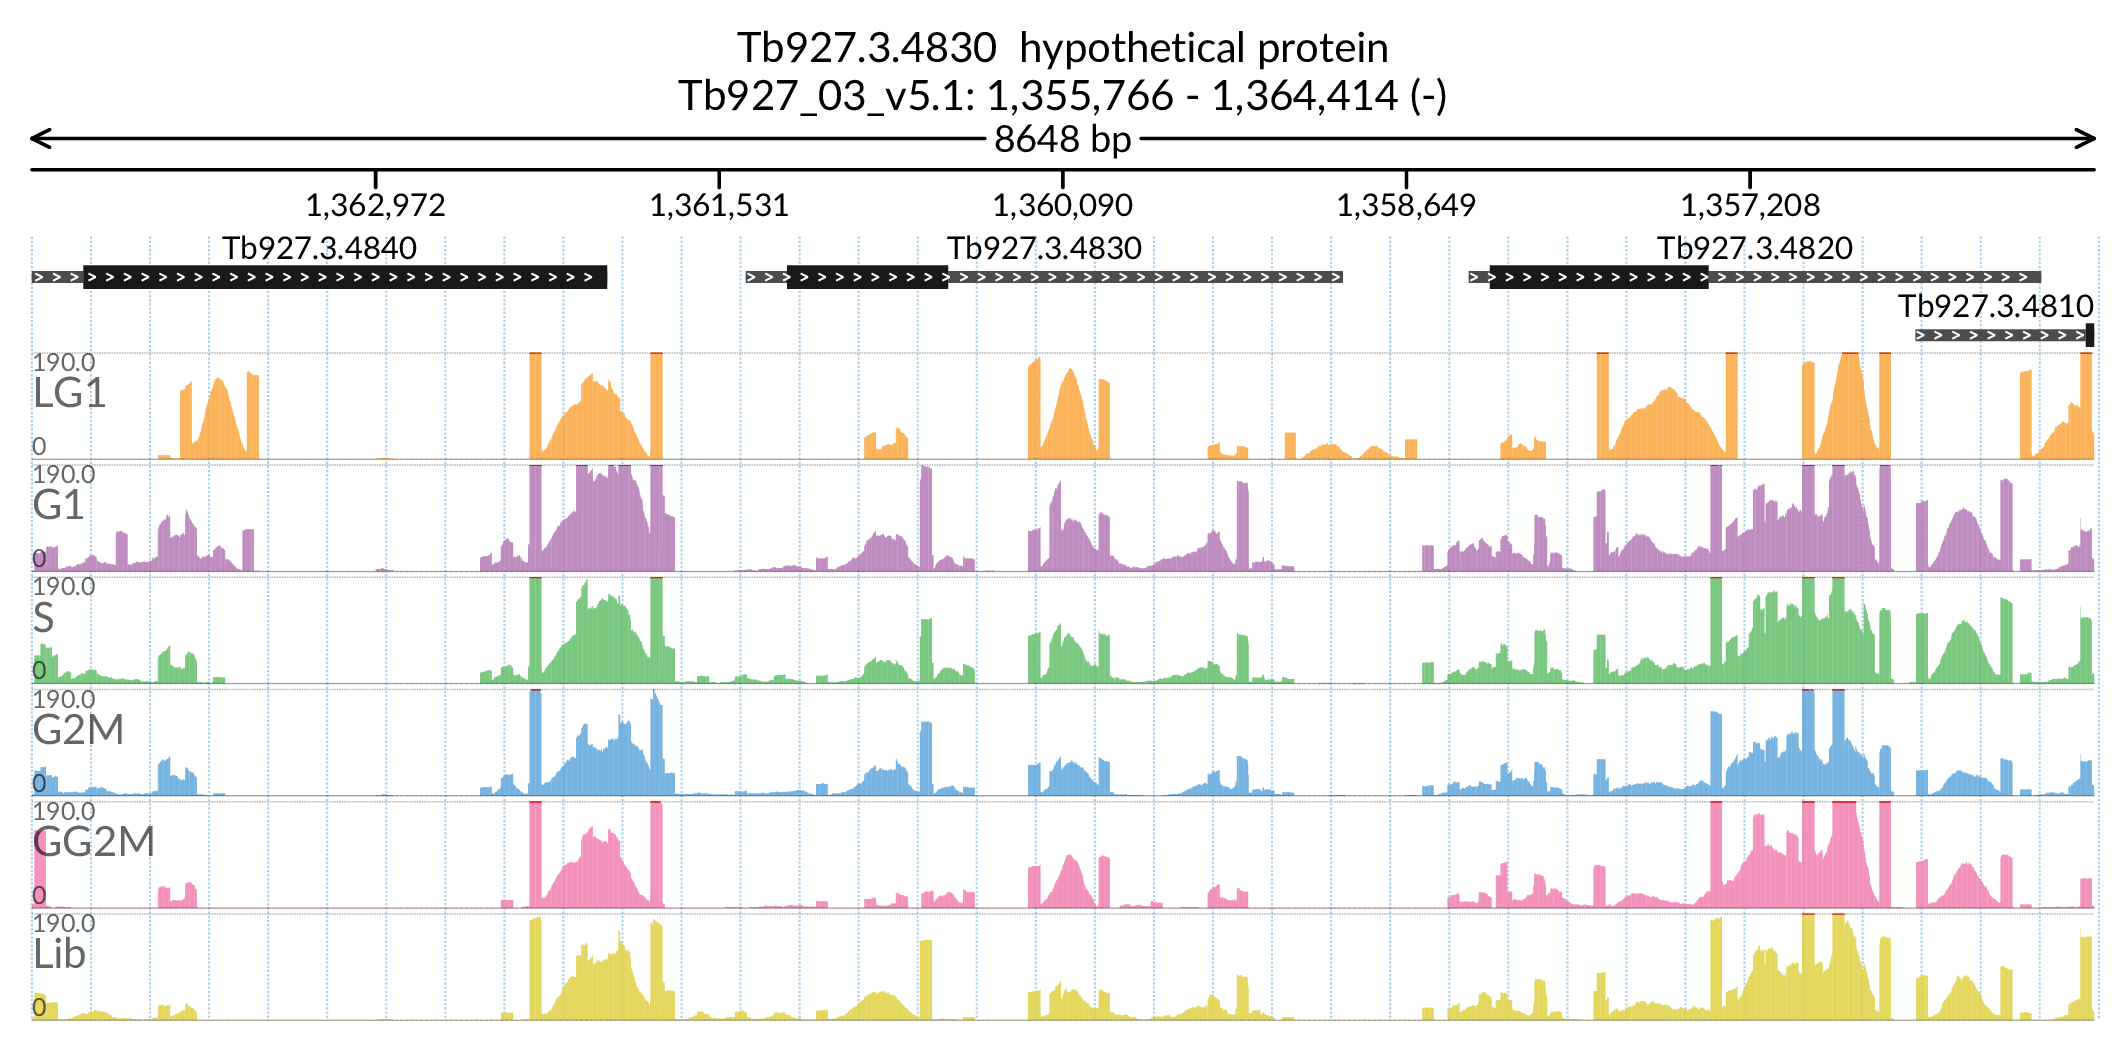 Tb927.3.4830  hypothetical protein
Tb927_03_v5.1: 1,355,766 - 1,364,414 (-)
8648 bp
1,362,972 1,361,531 1,360,090 1,358,649 1,357,208
Tb927.3.4840 Tb927.3.4830 Tb927.3.4820
Tb927.3.4810
190.0
LG1
0
190.0
G1
0
190.0
S
0
190.0
G2M
0
190.0
GG2M
0
190.0
Lib
0